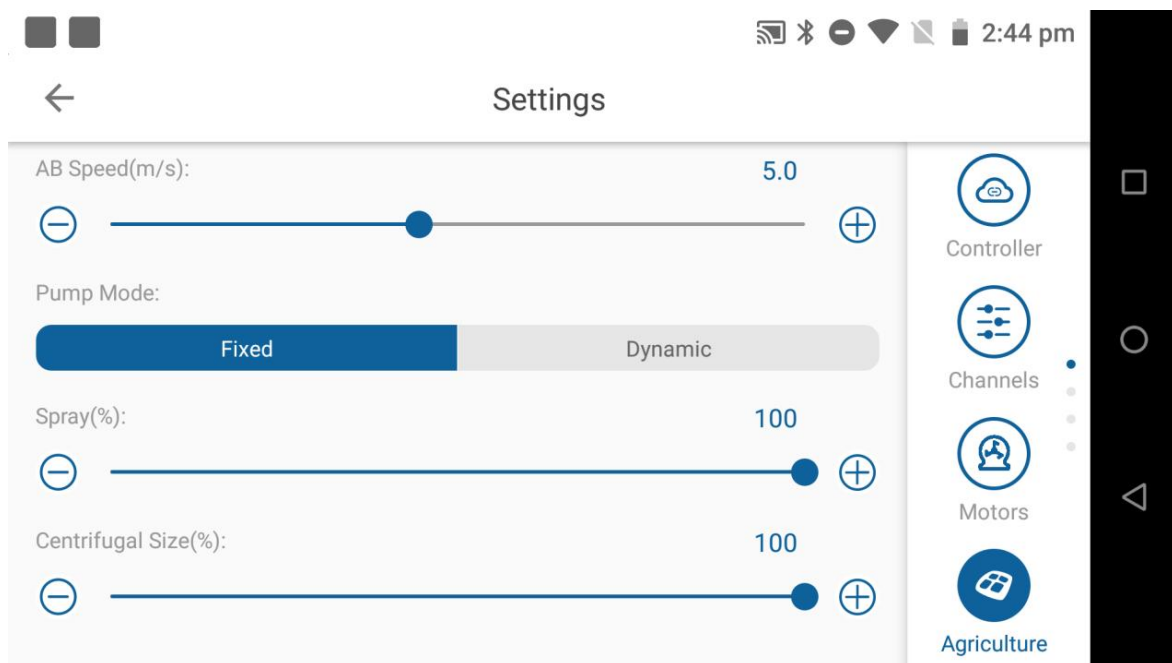 2:44 pm
Settings
AB Speed(m/s): 5.0
Pump Mode:
Fixed Dynamic
Spray(%): 100
Centrifugal Size(%): 100
Controller
Channels
Motors
Agriculture